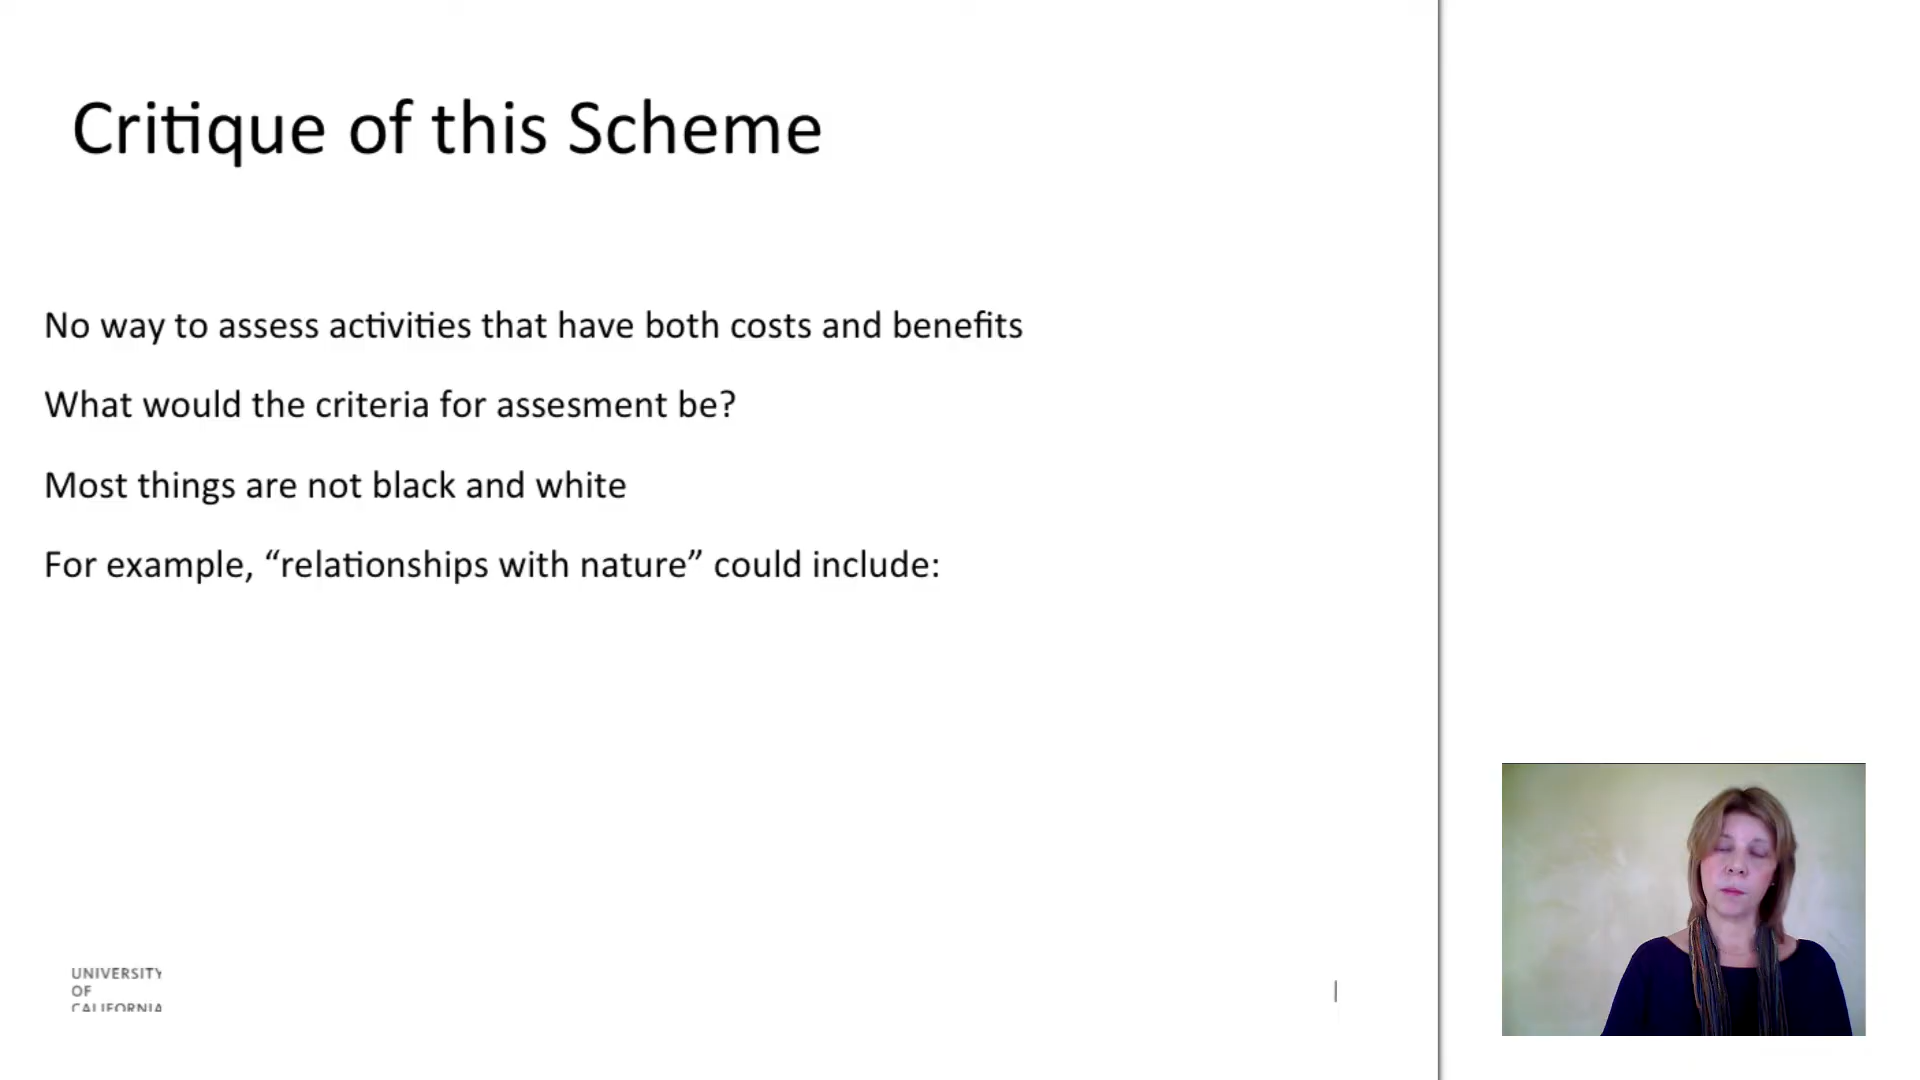 Critique of this Scheme
No way to assess activities that have both costs and benefits
What would the criteria for assesment be?
Most things are not black and white
For example, “relationships with nature” could include:
UNIVERSITY
OF
CALIFORNIA